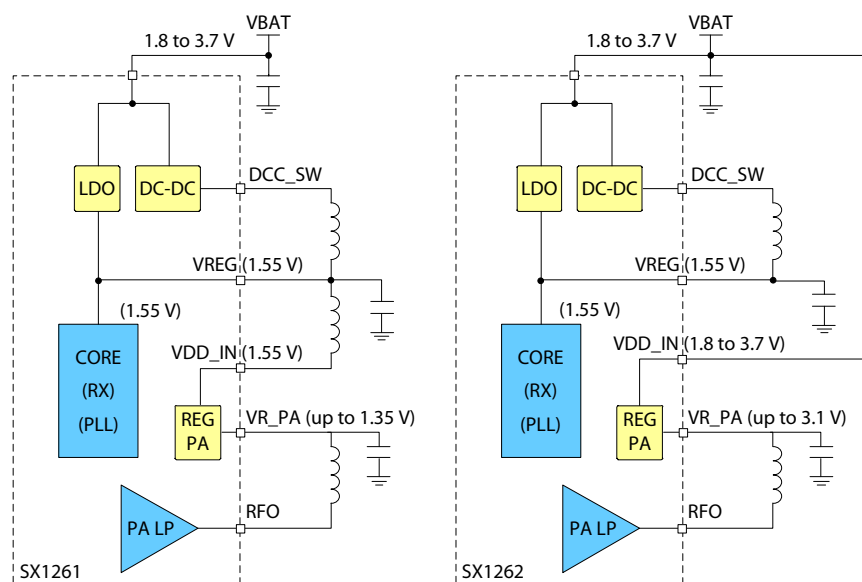 VBAT
1.8 to 3.7 V
LDO
DC-DC
DCC_SW
VREG (1.55 V)
(1.55 V)
CORE
(RX)
(PLL)
VDD_IN (1.55 V)
REG
PA
VR_PA (up to 1.35 V)
PA LP
RFO
SX1261
VBAT
1.8 to 3.7 V
LDO
DC-DC
DCC_SW
VREG (1.55 V)
(1.55 V)
CORE
(RX)
(PLL)
VDD_IN (1.8 to 3.7 V)
REG
PA
VR_PA (up to 3.1 V)
PA LP
RFO
SX1262